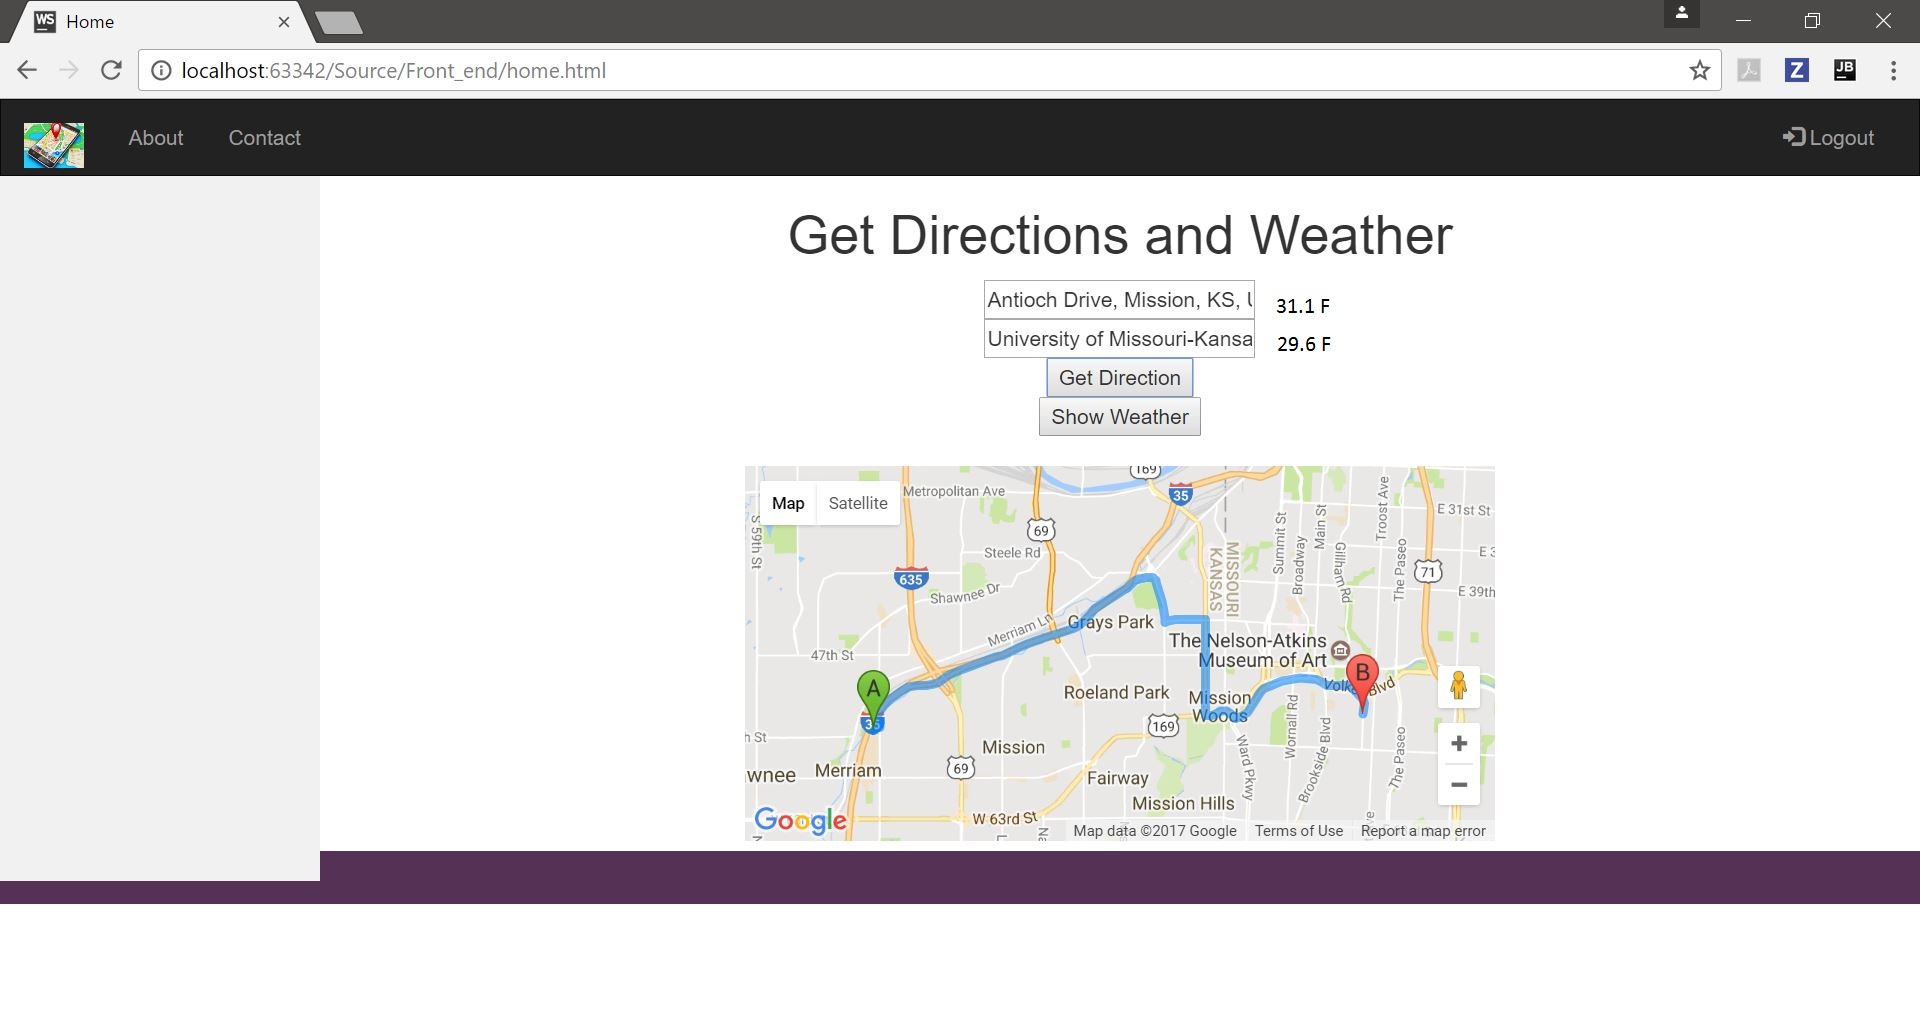 WS Home
localhost:63342/Source/Front_end/home.html
Z
JB
About Contact Logout
Get Directions and Weather
Antioch Drive, Mission, KS, 31.1 F
University of Missouri-Kansa 29.6 F
Get Direction
Show Weather
Map Satellite
Metropolitan Ave
169
35
E 31st St
S 59th St
69
Steele Rd
Summit St
Broadway
Main St
Gillham Rd
Troost Ave
The Paseo
71
MISSOURI
KANSAS
635
Shawnee Dr
E 39th
Merriam Ln
Grays Park
47th St
The Nelson-Atkins
Museum of Art
A
B
35
Roeland Park
Mission
Woods
Blvd
169
Wornall Rd
Ward Pkwy
Brookside Blvd
The Paseo
h St
Mission
wnee
Merriam
69
Fairway
Mission Hills
Google
W 63rd St
Map data ©2017 Google Terms of Use Report a map error